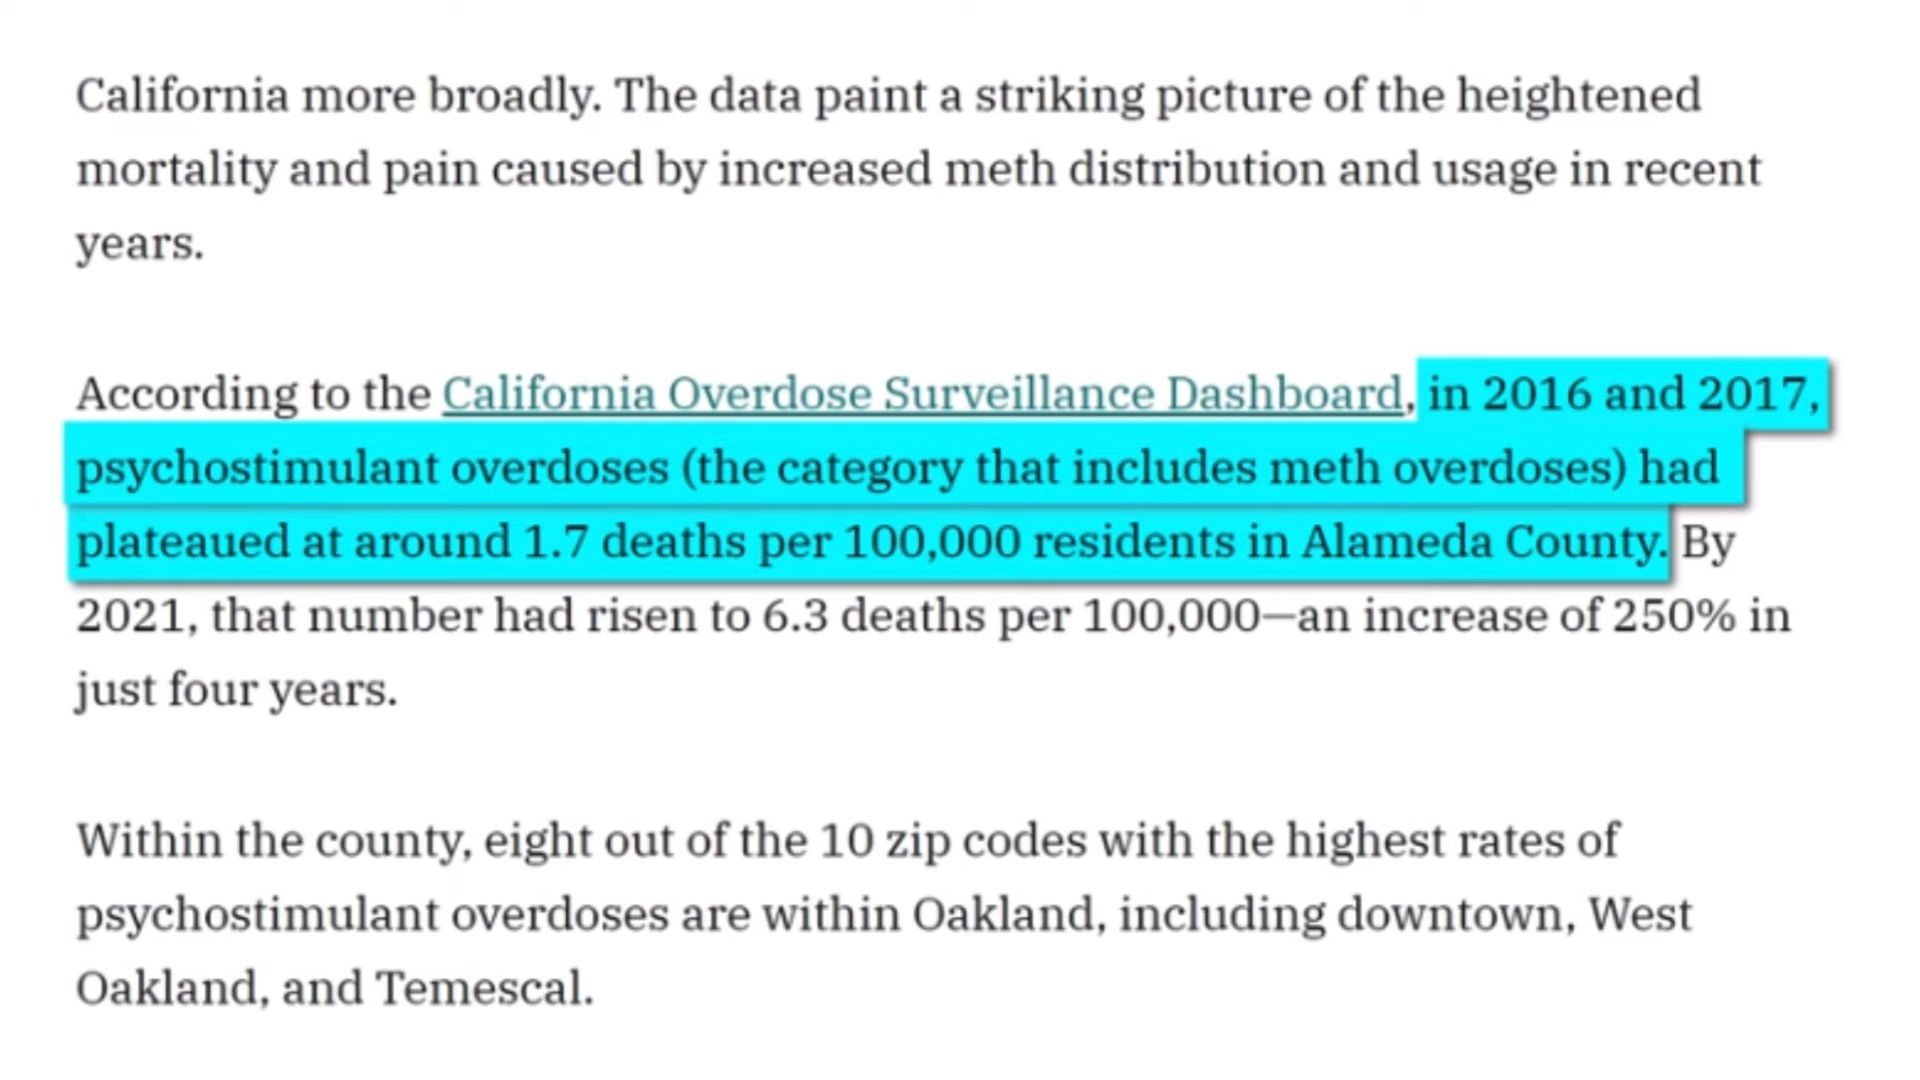 California more broadly. The data paint a striking picture of the heightened
mortality and pain caused by increased meth distribution and usage in recent
years.
According to the California Overdose Surveillance Dashboard, in 2016 and 2017,
psychostimulant overdoses (the category that includes meth overdoses) had
plateaued at around 1.7 deaths per 100,000 residents in Alameda County. By
2021, that number had risen to 6.3 deaths per 100,000—an increase of 250% in
just four years.
Within the county, eight out of the 10 zip codes with the highest rates of
psychostimulant overdoses are within Oakland, including downtown, West
Oakland, and Temescal.